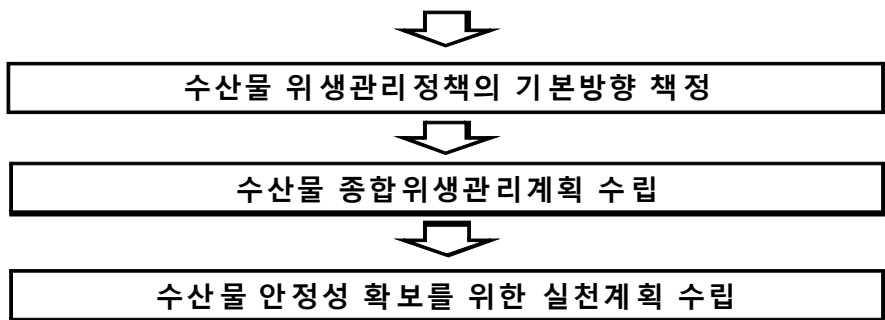 수산물 위생관리정책의 기본방향 책정
수산물 종합위생관리계획 수립
수산물 안정성 확보를 위한 실천계획 수립